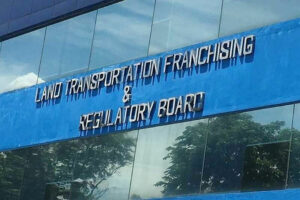 LAND TRANSPORTATION FRANCHISING
&
REGULATORY BOARD